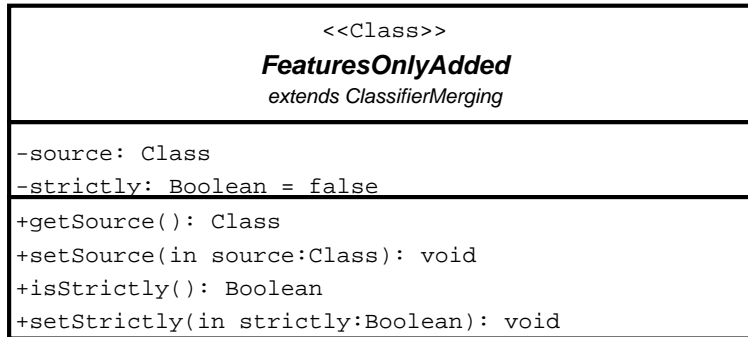 <<Class>>
FeaturesOnlyAdded
extends ClassifierMerging
-source: Class
-strictly: Boolean = false
+getSource(): Class
+setSource(in source:Class): void
+isStrictly(): Boolean
+setStrictly(in strictly:Boolean): void